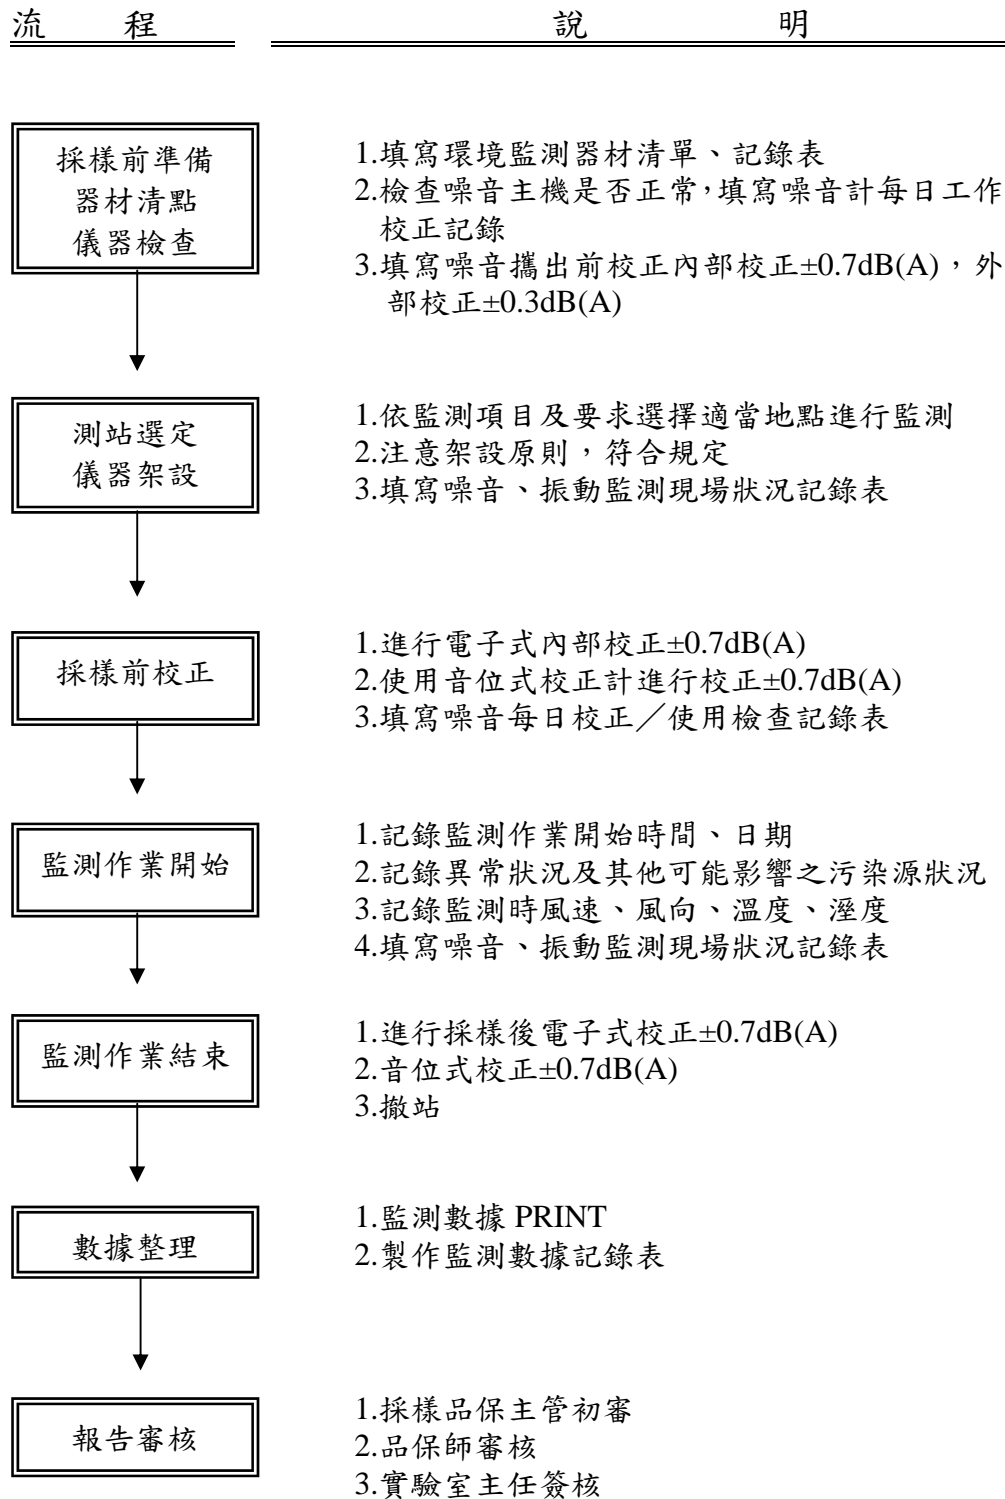 流 程 說 明
採樣前準備
器材清點
儀器檢查
1.填寫環境監測器材清單、記錄表
2.檢查噪音主機是否正常,填寫噪音計每日工作
校正記錄
3.填寫噪音攜出前校正內部校正±0.7dB(A)，外
部校正±0.3dB(A)
測站選定
儀器架設
1.依監測項目及要求選擇適當地點進行監測
2.注意架設原則，符合規定
3.填寫噪音、振動監測現場狀況記錄表
採樣前校正
1.進行電子式內部校正±0.7dB(A)
2.使用音位式校正計進行校正±0.7dB(A)
3.填寫噪音每日校正／使用檢查記錄表
監測作業開始
1.記錄監測作業開始時間、日期
2.記錄異常狀況及其他可能影響之污染源狀況
3.記錄監測時風速、風向、溫度、溼度
4.填寫噪音、振動監測現場狀況記錄表
監測作業結束
1.進行採樣後電子式校正±0.7dB(A)
2.音位式校正±0.7dB(A)
3.撤站
數據整理
1.監測數據 PRINT
2.製作監測數據記錄表
報告審核
1.採樣品保主管初審
2.品保師審核
3.實驗室主任簽核